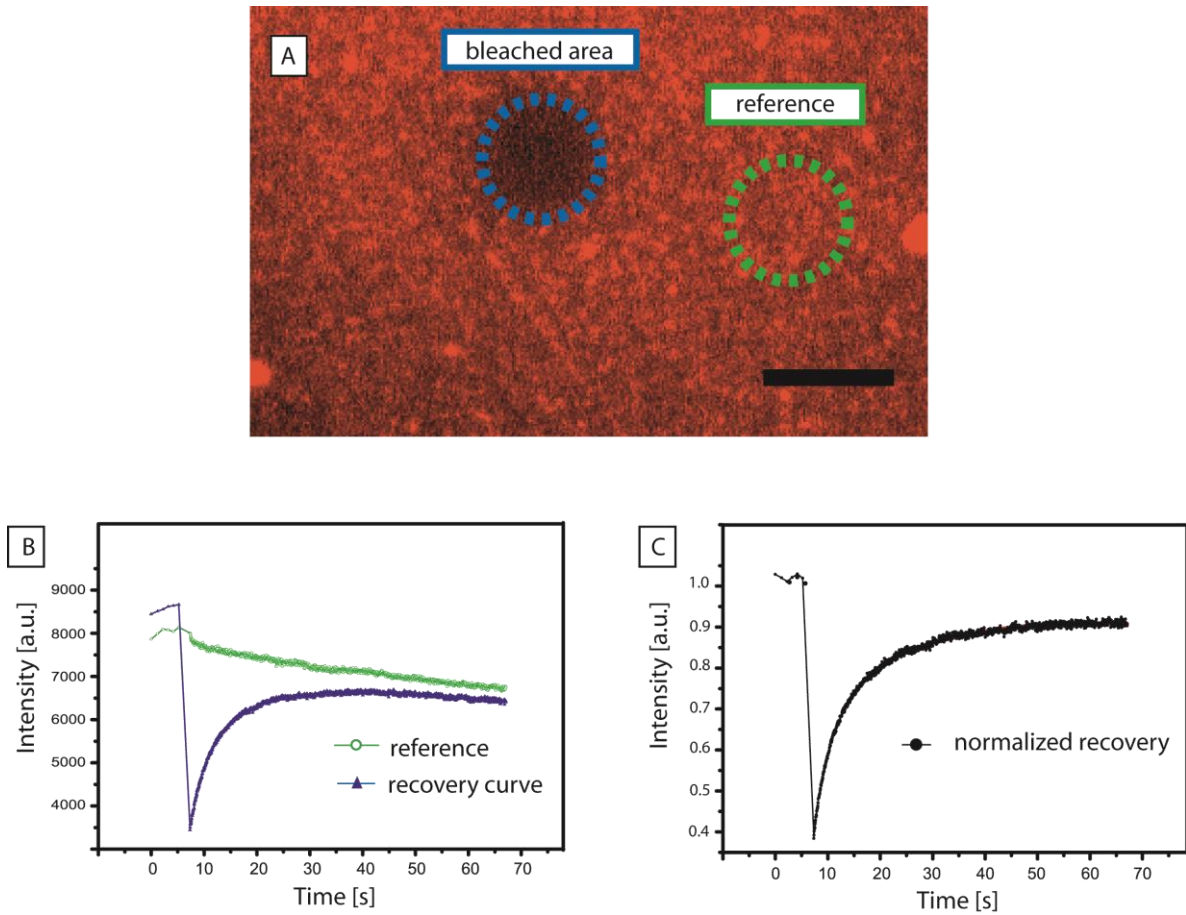 A
bleached area
reference
B
9000
8000
7000
6000
5000
4000
Intensity [a.u.]
reference
recovery curve
0 10 20 30 40 50 60 70
Time [s]
C
1.0
0.9
0.8
0.7
0.6
0.5
0.4
Intensity [a.u.]
normalized recovery
0 10 20 30 40 50 60 70
Time [s]